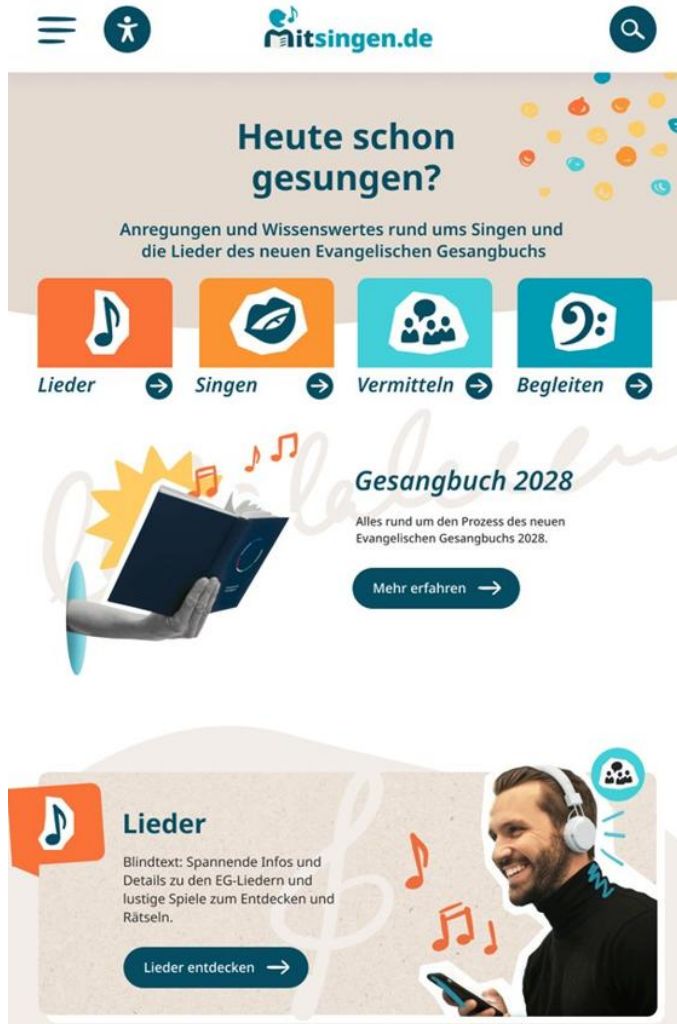 mitsingen.de
Heute schon
gesungen?
Anregungen und Wissenswertes rund ums Singen und
die Lieder des neuen Evangelischen Gesangbuchs
Lieder
Singen
Vermitteln
Begleiten
Gesangbuch 2028
Alles rund um den Prozess des neuen
Evangelischen Gesangbuchs 2028.
Mehr erfahren
Lieder
Blindtext: Spannende Infos und
Details zu den EG-Liedern und
lustige Spiele zum Entdecken und
Rätseln.
Lieder entdecken